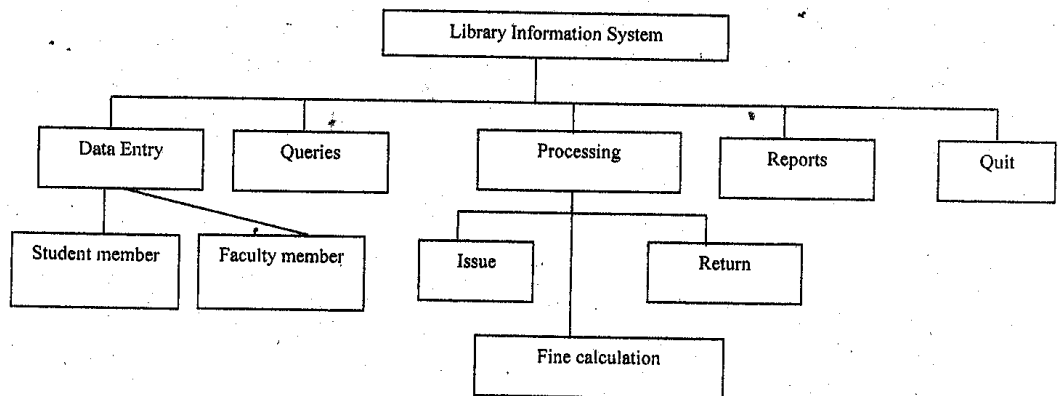 Library Information System
Data Entry
Queries
Processing
Reports
Quit
Student member
Faculty member
Issue
Return
Fine calculation